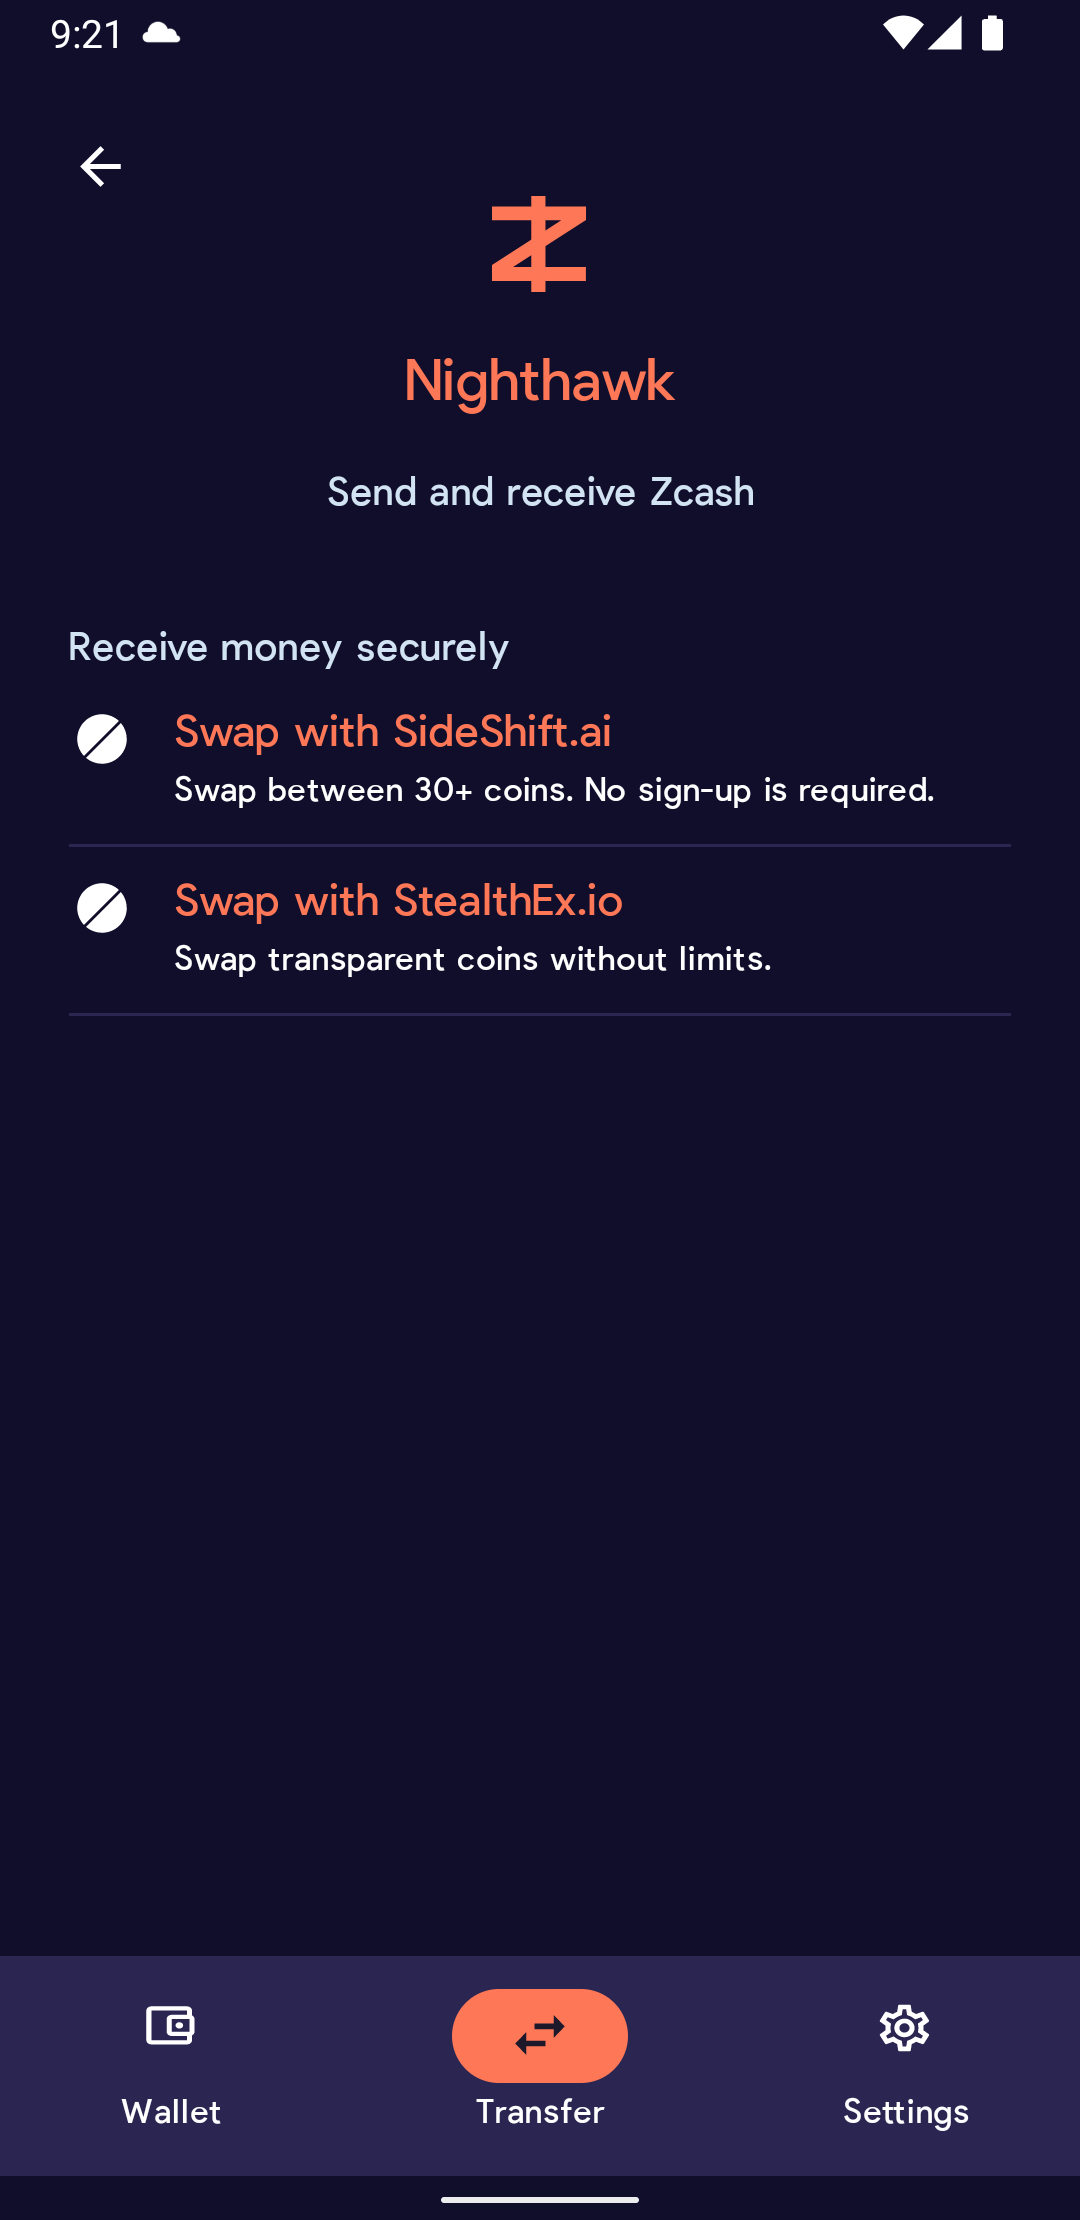 9:21
Nighthawk
Send and receive Zcash
Receive money securely
Swap with SideShift.ai
Swap between 30+ coins. No sign-up is required.
Swap with StealthEx.io
Swap transparent coins without limits.
Wallet
Transfer
Settings